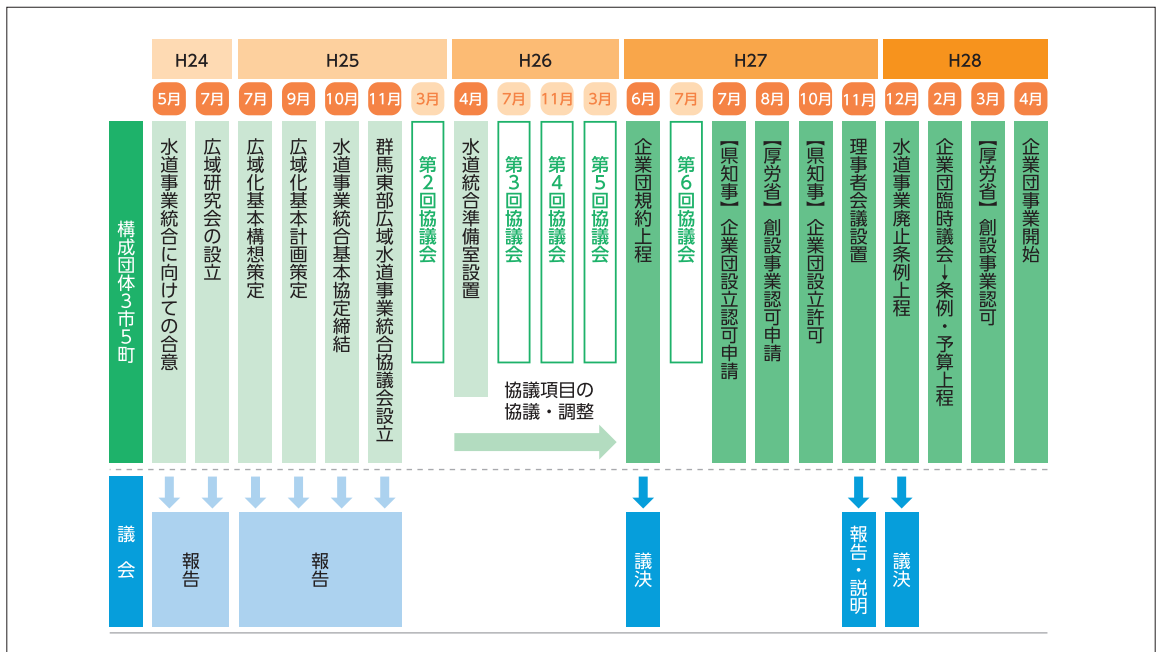 H24
H25
H26
H27
H28
5月
7月
7月
9月
10月
11月
3月
4月
7月
11月
3月
6月
7月
7月
8月
10月
11月
12月
2月
3月
4月
構成団体3市5町
水道事業統合に向けての合意
広域研究会の設立
広域化基本構想策定
広域化基本計画策定
水道事業統合基本協定締結
群馬東部広域水道事業統合協議会設立
第2回協議会
水道統合準備室設置
第3回協議会
第4回協議会
第5回協議会
企業団規約上程
第6回協議会
【県知事】企業団設立認可申請
【厚労省】創設事業認可申請
【県知事】企業団設立許可
理事者会議設置
水道事業廃止条例上程
企業団臨時議会→条例・予算上程
【厚労省】創設事業認可
企業団事業開始
協議項目の
協議・調整
議会
報告
報告
議決
報告・説明
議決